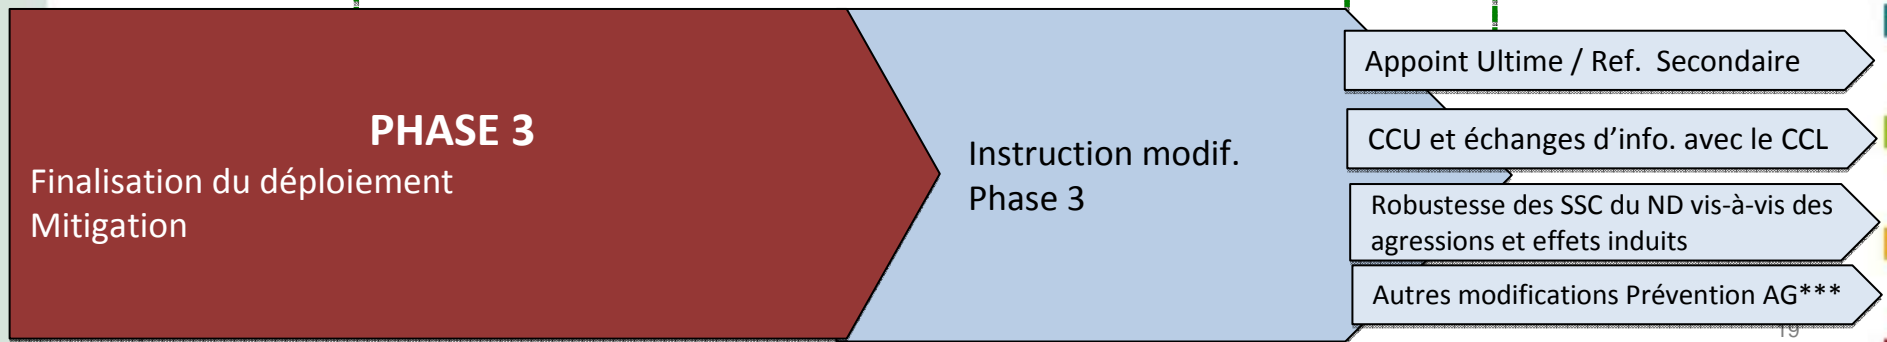 PHASE 3
Finalisation du déploiement
Mitigation
Instruction modif.
Phase 3
Appoint Ultime / Ref. Secondaire
CCU et échanges d'info. avec le CCL
Robustesse des SSC du ND vis-à-vis des
agressions et effets induits
Autres modifications Prévention AG***
19